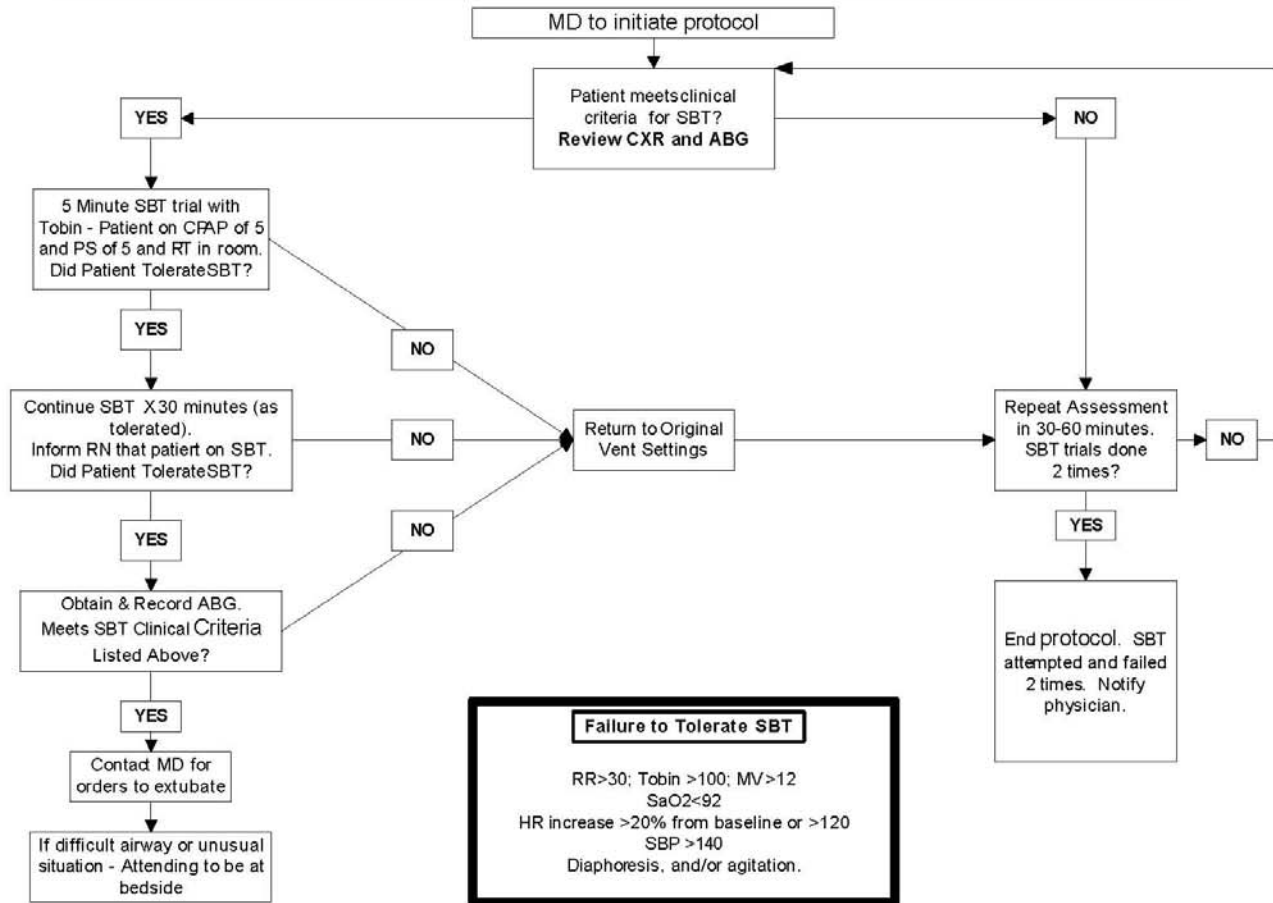 MD to initiate protocol
Patient meetsclinical
criteria for SBT?
Review CXR and ABG
YES
NO
5 Minute SBT trial with
Tobin - Patient on CPAP of 5
and PS of 5 and RT in room.
Did Patient TolerateSBT?
YES
NO
Continue SBT X30 minutes (as
tolerated).
Inform RN that patiert on SBT.
Did Patient TolerateSBT?
NO
Return to Original
Vent Settings
Repeat Assessment
in 30-60 minutes.
SBT trials done
2 times?
NO
YES
NO
YES
Obtain & Record ABG.
Meets SBT Clinical Criteria
Listed Above?
End protocol. SBT
attempted and failed
2 times. Notify
physician.
YES
Contact MD for
orders to extubate
If difficult airway or unusual
situation - Attending to be at
bedside
Failure to Tolerate SBT
RR>30; Tobin >100; MV>12
SaO2<92
HR increase >20% from baseline or >120
SBP >140
Diaphoresis, and/or agitation.